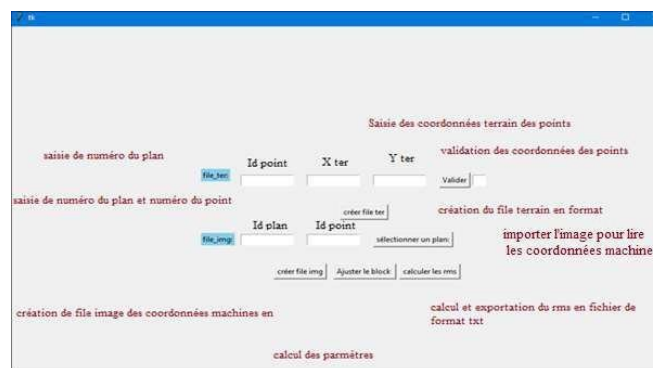 tk
Saisie des coordonnées terrain des points
saisie de numéro du plan
validation des coordonnées des points
Id point X ter Y ter
file_ter:
Valider
saisie de numéro du plan et numéro du point
créer file ter
création du file terrain en format
Id plan Id point
importer l'image pour lire
les coordonnées machine
file_img:
sélectionner un plan:
créer file img Ajuster le block calculer les rms
création de file image des coordonnées machines en
calcul et exportation du rms en fichier de
format txt
calcul des parmètres